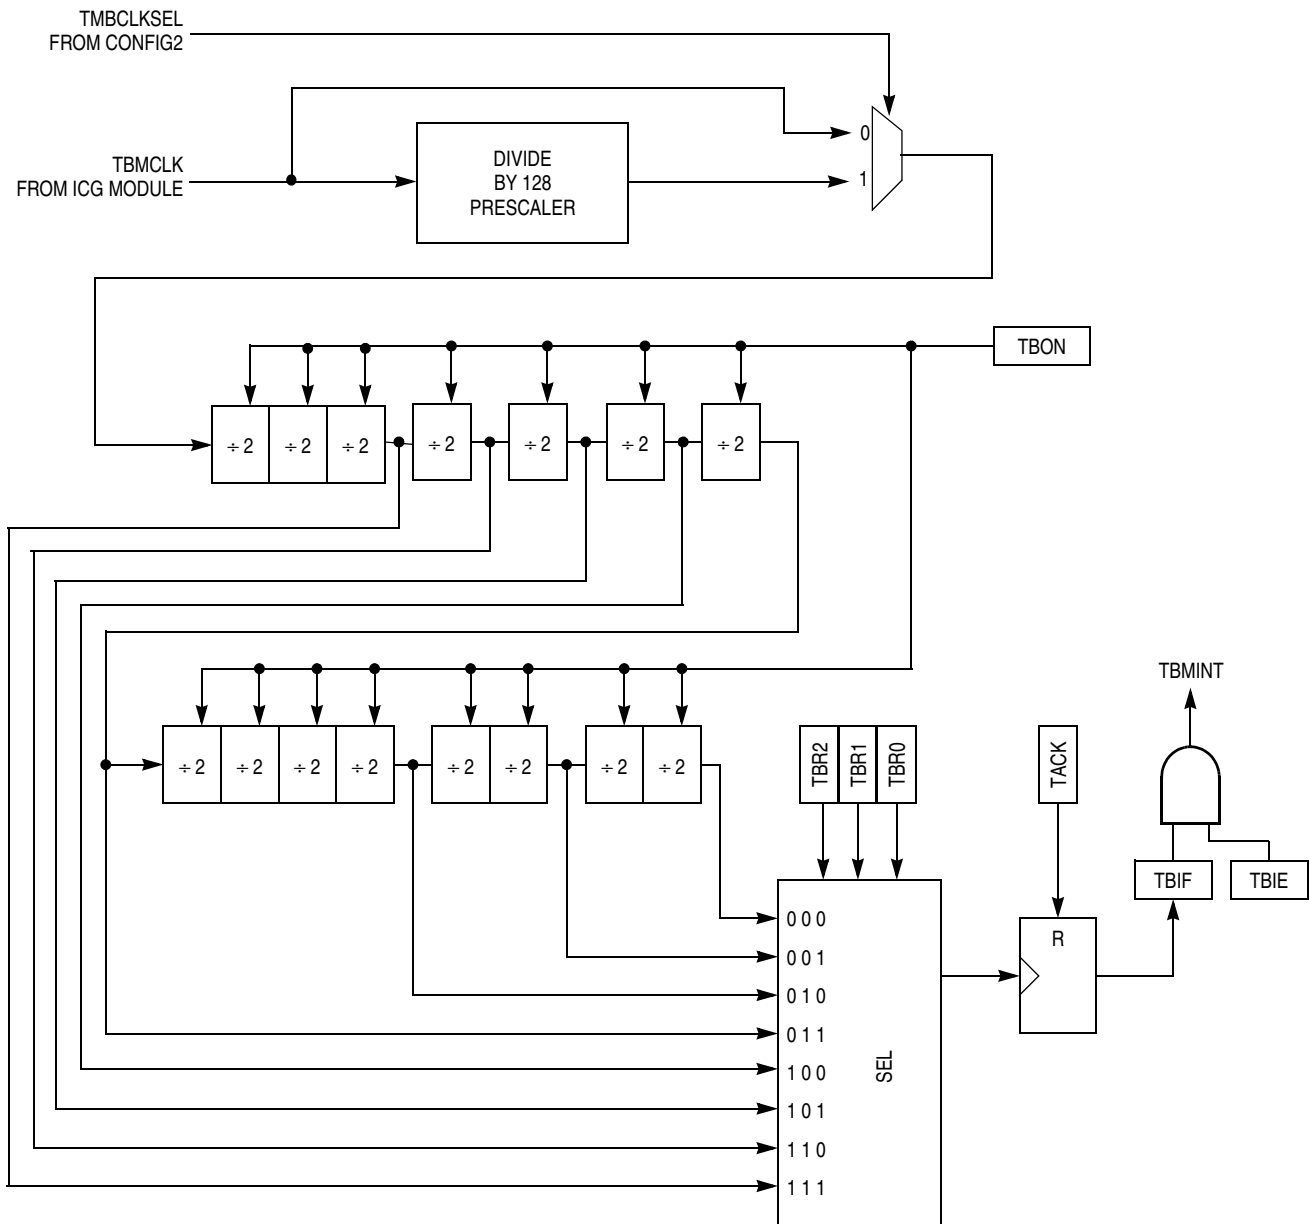 TMBCLKSEL
FROM CONFIG2
TBMCLK
FROM ICG MODULE
DIVIDE
BY 128
PRESCALER
0
1
TBON
÷ 2 ÷ 2 ÷ 2 ÷ 2 ÷ 2 ÷ 2 ÷ 2
÷ 2 ÷ 2 ÷ 2 ÷ 2 ÷ 2 ÷ 2 ÷ 2 ÷ 2
TBR2
TBR1
TBR0
TACK
TBMINT
TBIF
TBIE
R
0 0 0
0 0 1
0 1 0
0 1 1
1 0 0
1 0 1
1 1 0
1 1 1
SEL